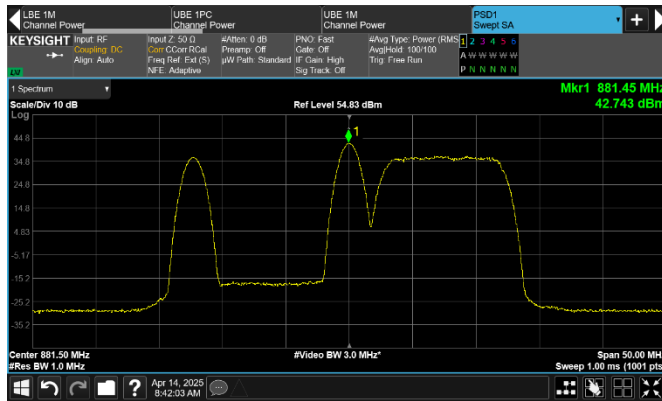 LBE 1M
Channel Power
UBE 1PC
Channel Power
UBE 1M
Channel Power
PSD1
Swept SA
KEYSIGHT
Input: RF
Coupling: DC
Align: Auto
Input Z: 50 Ω
Corr CCorr RCal
Freq Ref: Ext (S)
NFE: Adaptive
#Atten: 0 dB
Preamp: Off
µW Path: Standard
PNO: Fast
Gate: Off
IF Gain: High
Sig Track: Off
#Avg Type: Power (RMS
Avg|Hold: 100/100
Trig: Free Run
1 2 3 4 5 6
A W W W W W
P N N N N N
1 Spectrum
Scale/Div 10 dB
Ref Level 54.83 dBm
Mkr1 881.45 MHz
42.743 dBm
Log
1
44.8
34.8
24.8
14.8
4.83
-5.17
-15.2
-25.2
-35.2
Center 881.50 MHz
#Video BW 3.0 MHz*
Span 50.00 MH
#Res BW 1.0 MHz
Sweep 1.00 ms (1001 pts
?
Apr 14, 2025
8:42:03 AM